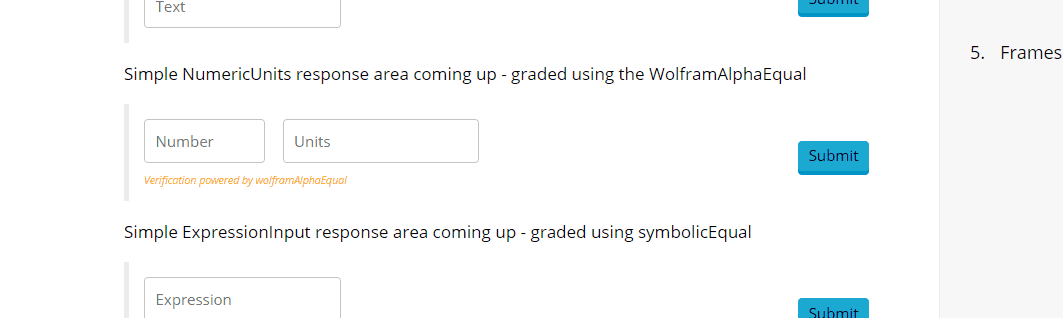 Text
Submit
5. Frames
Simple NumericUnits response area coming up - graded using the WolframAlphaEqual
Number
Units
Submit
Verification powered by wolframAlphaEqual
Simple ExpressionInput response area coming up - graded using symbolicEqual
Expression
Submit